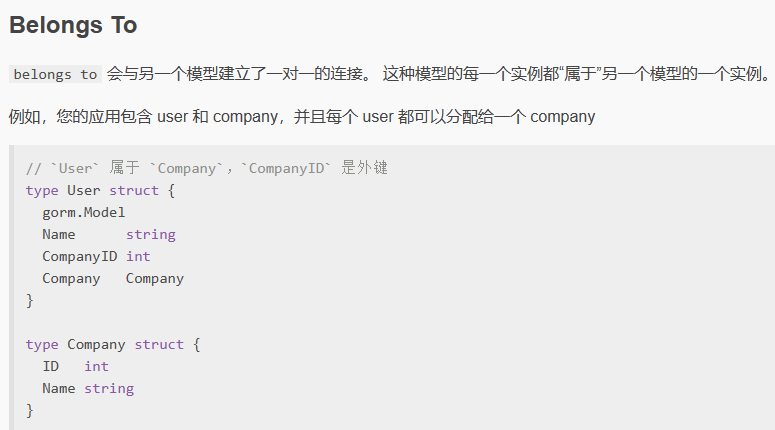 Belongs To
belongs to 会与另一个模型建立了一对一的连接。 这种模型的每一个实例都“属于”另一个模型的一个实例。
例如，您的应用包含 user 和 company，并且每个 user 都可以分配给一个 company
// `User` 属于 `Company`，`CompanyID` 是外键
type User struct {
  gorm.Model
  Name      string
  CompanyID int
  Company   Company
}
type Company struct {
  ID   int
  Name string
}